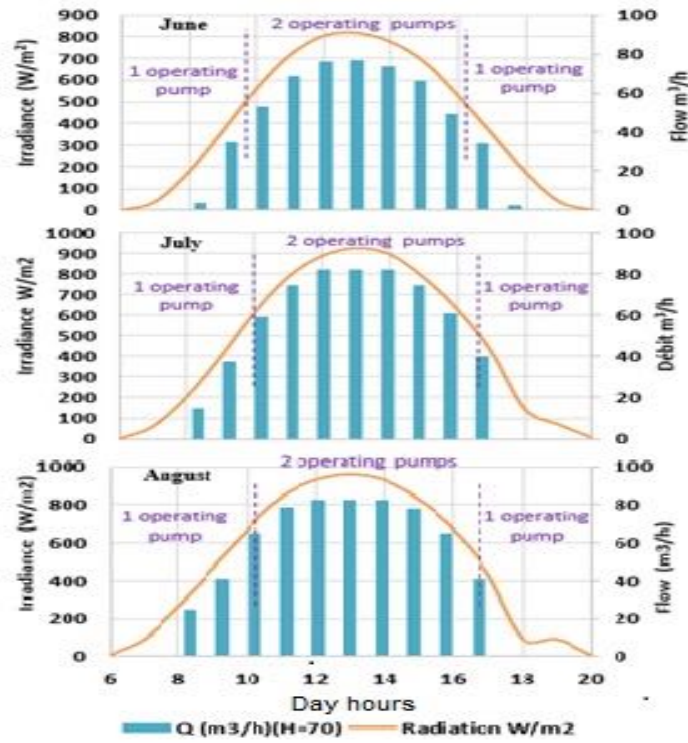 June
2 operating pumps
1 operating
pump
1 operating
pump
Irradiance (W/m²)
900
800
700
600
500
400
300
200
100
0
Flow m³/h
100
80
60
40
20
0
July
2 operating pumps
1 operating
pump
1 operating
pump
Irradiance W/m2
1000
900
800
700
600
500
400
300
200
100
0
Débit m³/h
100
80
60
40
20
0
August
2 operating pumps
1 operating
pump
1 operating
pump
Irradiance (W/m2)
1000
800
600
400
200
0
Flow (m3/h)
100
80
60
40
20
0
6 8 10 12 14 16 18 20
Day hours
Q (m3/h)(H=70) Radiation W/m2